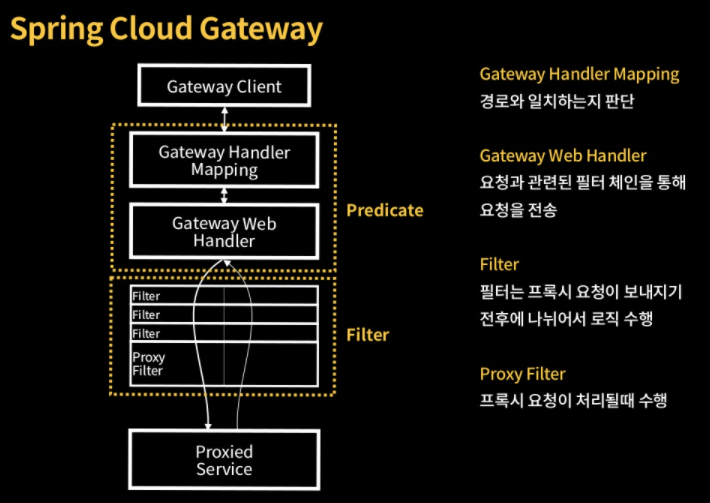 Spring Cloud Gateway
Gateway Client
Gateway Handler
Mapping
Gateway Web
Handler
Predicate
Filter
Filter
Filter
Proxy
Filter
Filter
Proxied
Service
Gateway Handler Mapping
경로와 일치하는지 판단
Gateway Web Handler
요청과 관련된 필터 체인을 통해
요청을 전송
Filter
필터는 프록시 요청이 보내지기
전후에 나뉘어서 로직 수행
Proxy Filter
프록시 요청이 처리될때 수행